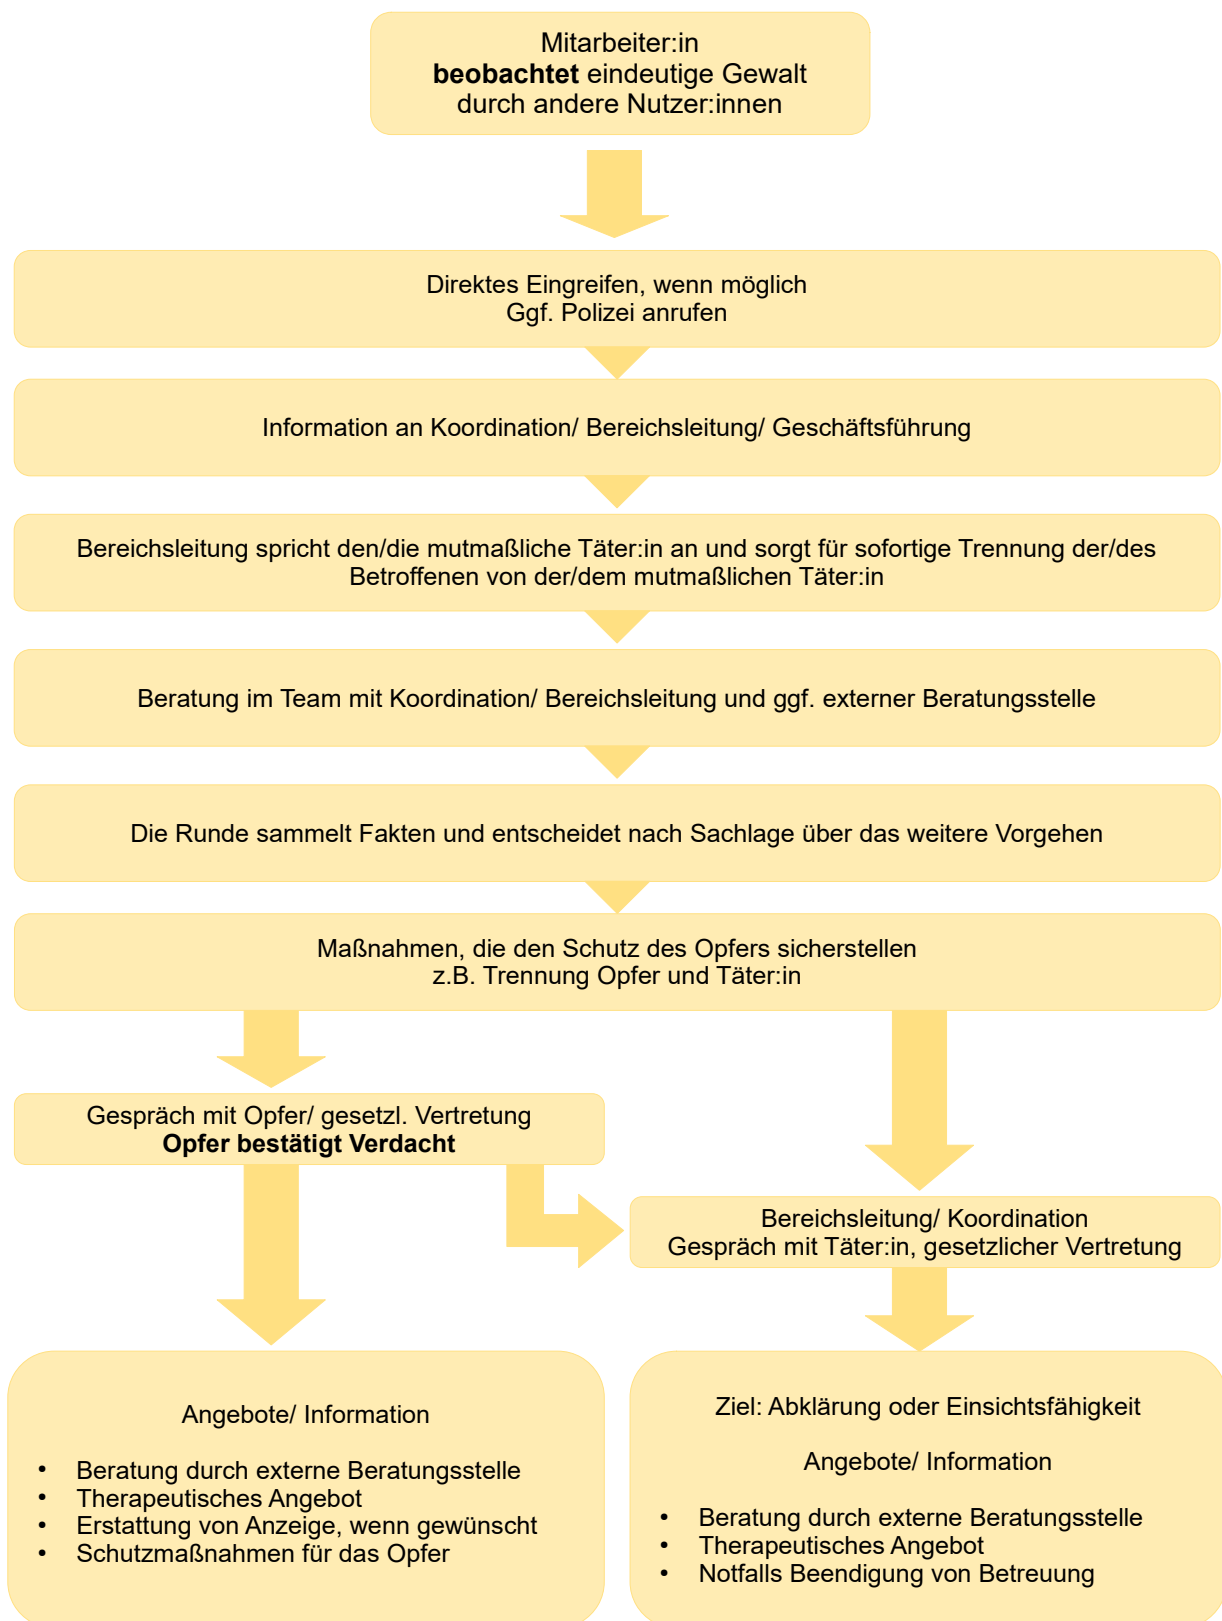 Mitarbeiter:in
beobachtet eindeutige Gewalt
durch andere Nutzer:innen
Direktes Eingreifen, wenn möglich
Ggf. Polizei anrufen
Information an Koordination/ Bereichsleitung/ Geschäftsführung
Bereichsleitung spricht den/die mutmaßliche Täter:in an und sorgt für sofortige Trennung der/des
Betroffenen von der/dem mutmaßlichen Täter:in
Beratung im Team mit Koordination/ Bereichsleitung und ggf. externer Beratungsstelle
Die Runde sammelt Fakten und entscheidet nach Sachlage über das weitere Vorgehen
Maßnahmen, die den Schutz des Opfers sicherstellen
z.B. Trennung Opfer und Täter:in
Gespräch mit Opfer/ gesetzl. Vertretung
Opfer bestätigt Verdacht
Bereichsleitung/ Koordination
Gespräch mit Täter:in, gesetzlicher Vertretung
Angebote/ Information
• Beratung durch externe Beratungsstelle
• Therapeutisches Angebot
• Erstattung von Anzeige, wenn gewünscht
• Schutzmaßnahmen für das Opfer
Ziel: Abklärung oder Einsichtsfähigkeit
Angebote/ Information
• Beratung durch externe Beratungsstelle
• Therapeutisches Angebot
• Notfalls Beendigung von Betreuung